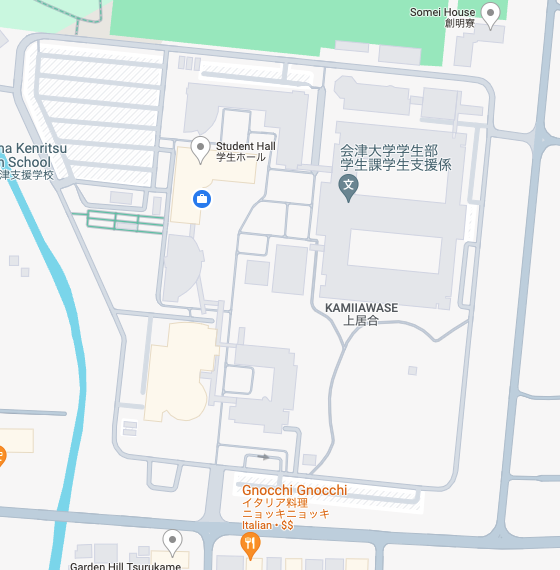 Somei House
創明寮
ma Kenritsu
n School
津支援学校
Student Hall
学生ホール
会津大学学生部
学生課学生支援係
文
KAMIIAWASE
上居合
Gnocchi Gnocchi
イタリア料理
ニョッキニョッキ
Italian • $$
Garden Hill Tsurukame